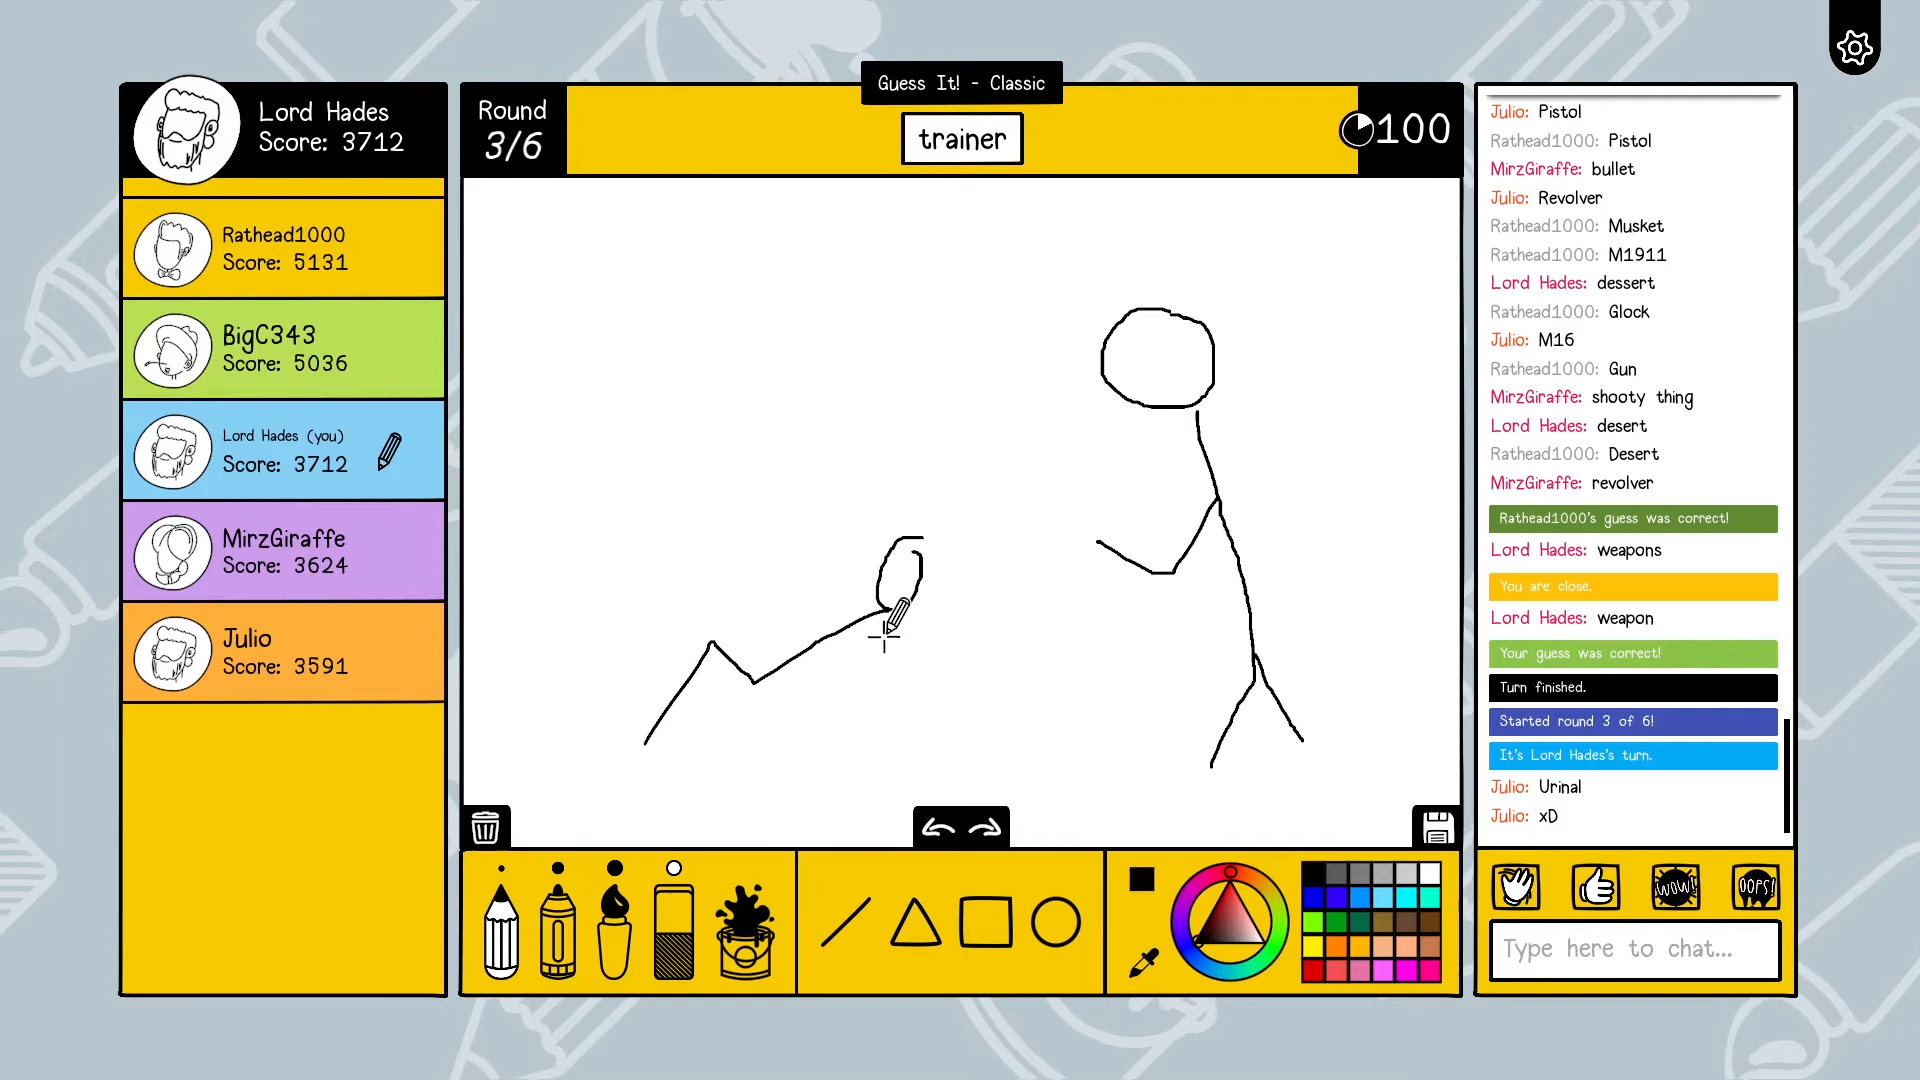 Lord Hades
Score: 3712
Rathead1000
Score: 5131
BigC343
Score: 5036
Lord Hades (you)
Score: 3712
MirzGiraffe
Score: 3624
Julio
Score: 3591
Guess It! - Classic
Round
3/6
trainer
100
Julio: Pistol
Rathead1000: Pistol
MirzGiraffe: bullet
Julio: Revolver
Rathead1000: Musket
Rathead1000: M1911
Lord Hades: dessert
Rathead1000: Glock
Julio: M16
Rathead1000: Gun
MirzGiraffe: shooty thing
Lord Hades: desert
Rathead1000: Desert
MirzGiraffe: revolver
Rathead1000's guess was correct!
Lord Hades: weapons
You are close.
Lord Hades: weapon
Your guess was correct!
Turn finished.
Started round 3 of 6!
It's Lord Hades's turn.
Julio: Urinal
Julio: xD
WOW!
OOPS!
Type here to chat...